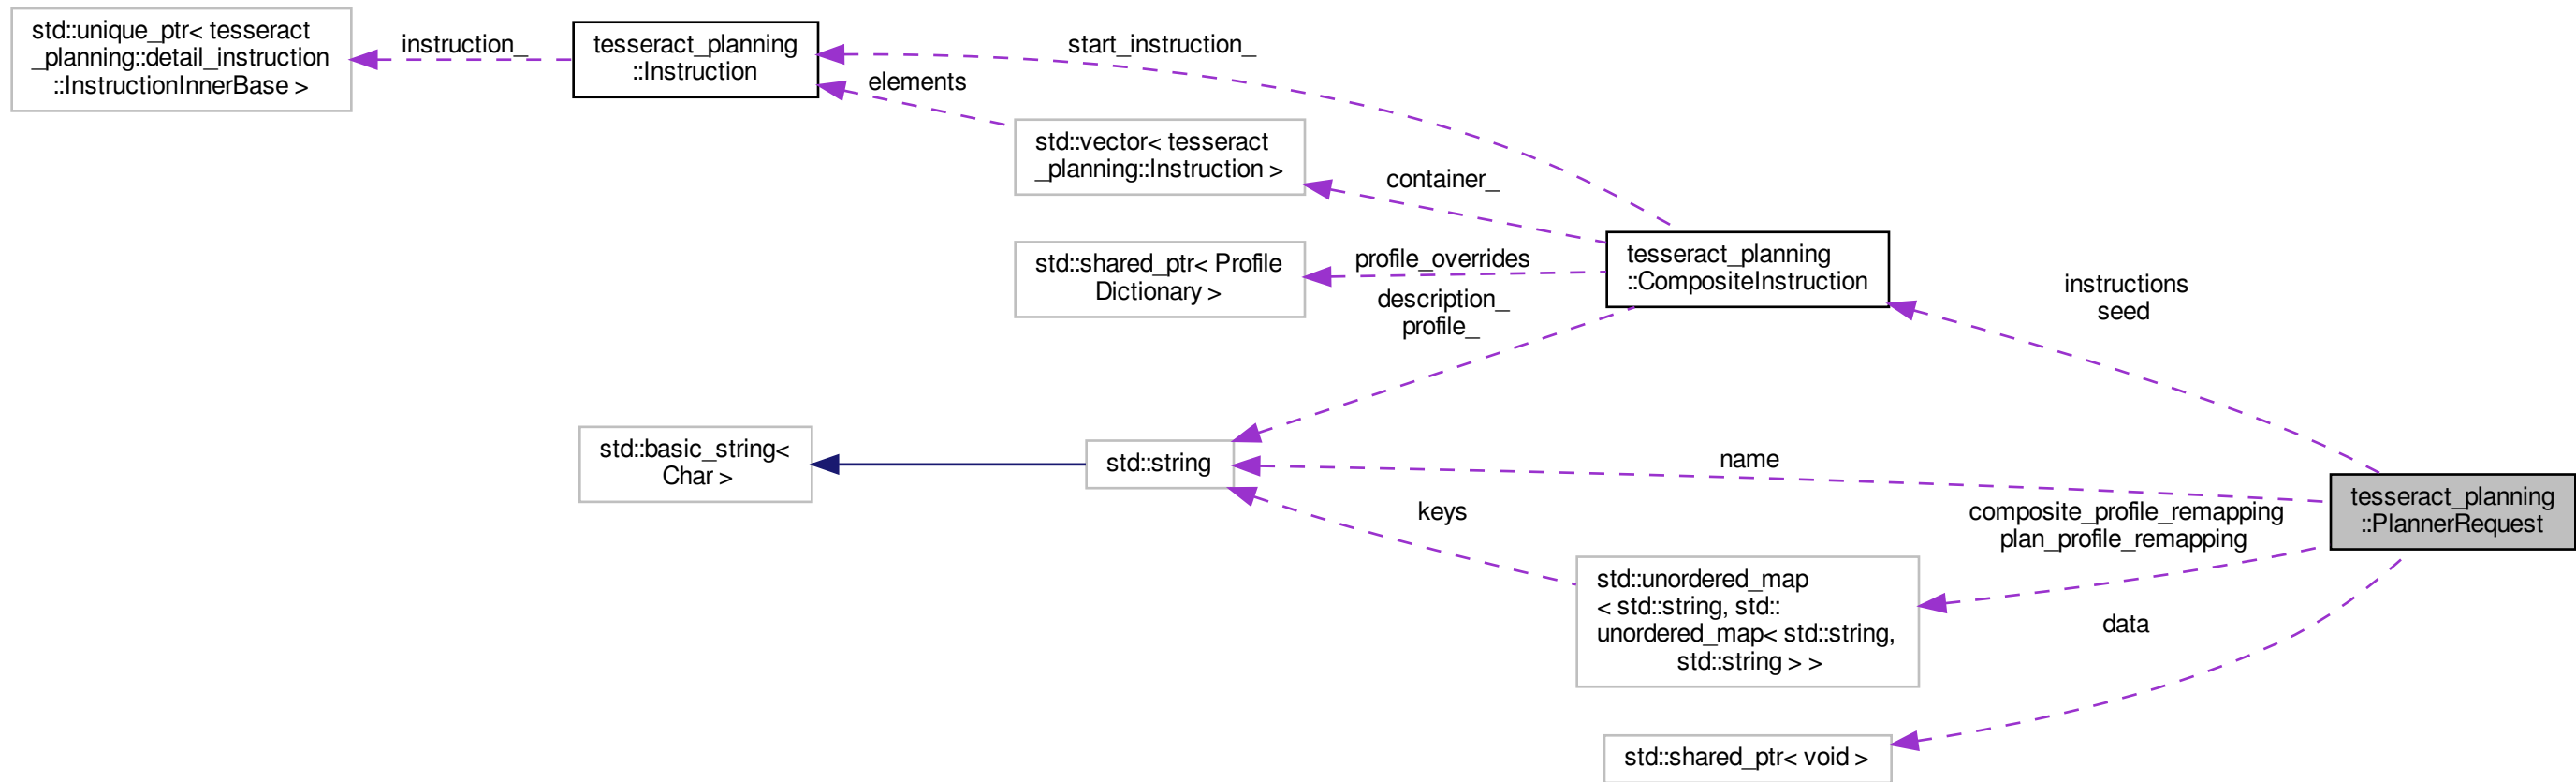 std::unique_ptr< tesseract
_planning::detail_instruction
::InstructionInnerBase >
instruction_
tesseract_planning
::Instruction
start_instruction_
elements
std::vector< tesseract
_planning::Instruction >
container_
std::shared_ptr< Profile
Dictionary >
profile_overrides
description_
profile_
tesseract_planning
::CompositeInstruction
instructions
seed
std::basic_string<
Char >
std::string
name
keys
composite_profile_remapping
plan_profile_remapping
tesseract_planning
::PlannerRequest
std::unordered_map
< std::string, std::
unordered_map< std::string,
std::string > >
data
std::shared_ptr< void >